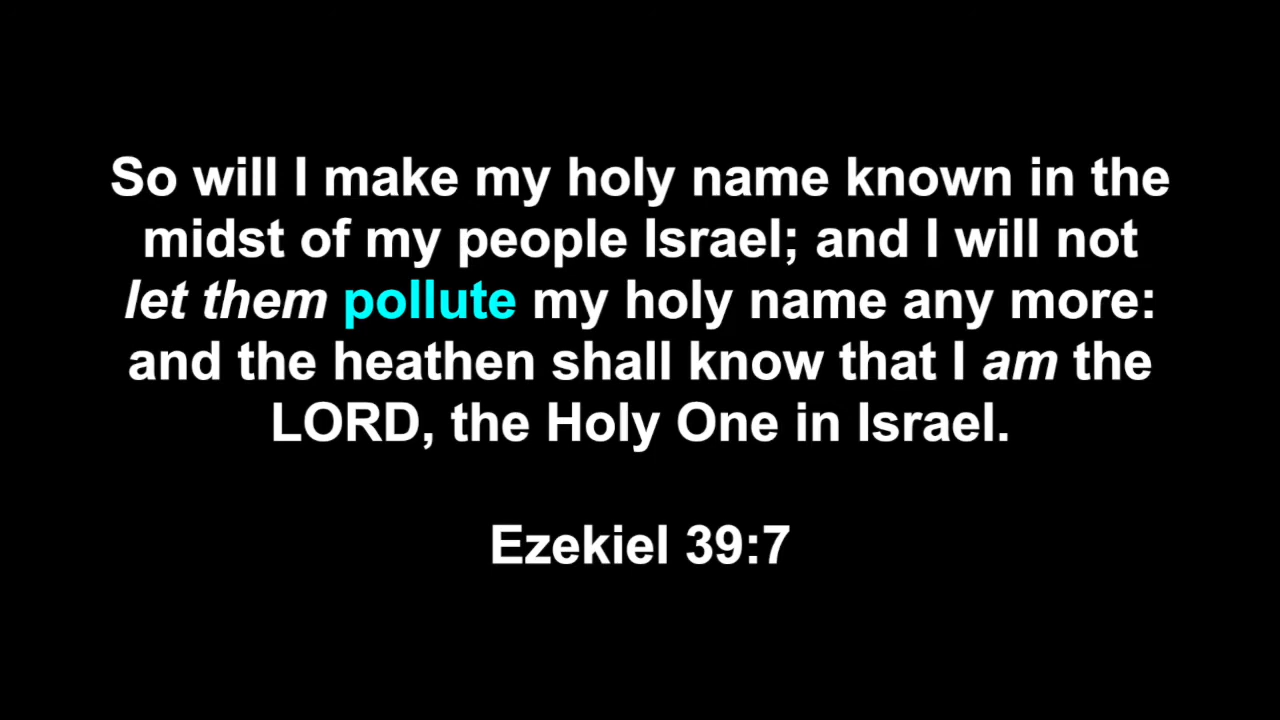 So will I make my holy name known in the
midst of my people Israel; and I will not
let them pollute my holy name any more:
and the heathen shall know that I am the
LORD, the Holy One in Israel.
Ezekiel 39:7